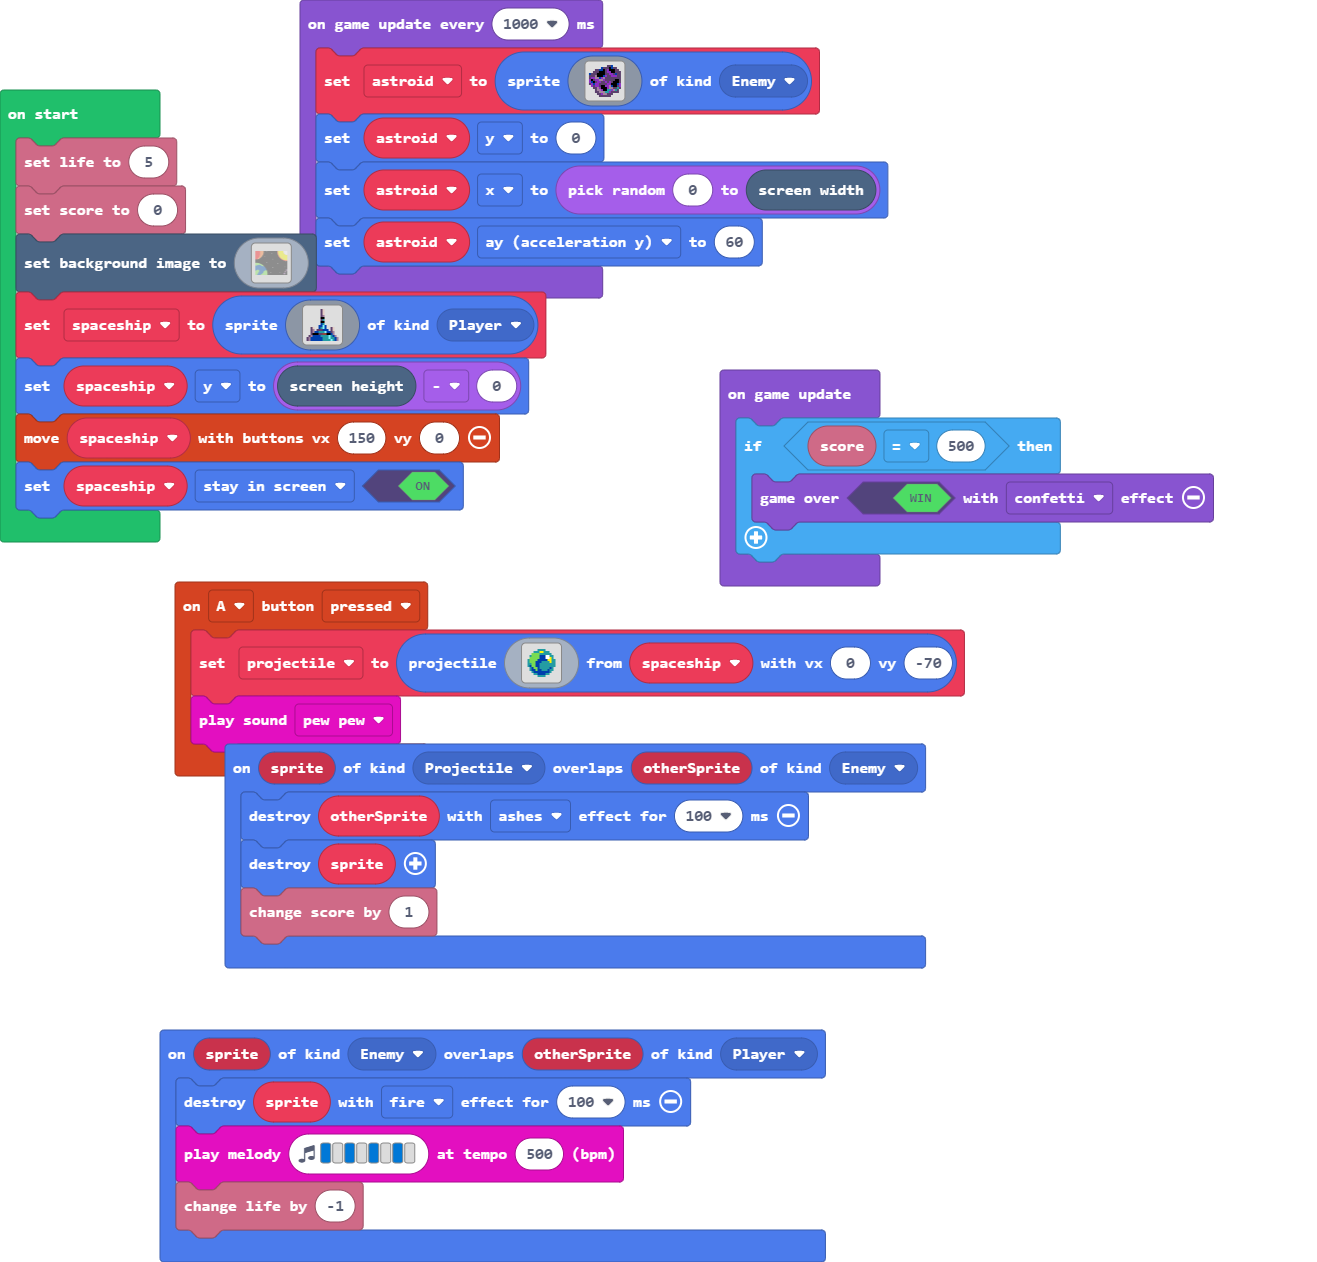 on game update every 1000 ms
set astroid to sprite of kind Enemy
set astroid y to 0
set astroid x to pick random 0 to screen width
set astroid ay (acceleration y) to 60
on start
set life to 5
set score to 0
set background image to
set spaceship to sprite of kind Player
set spaceship y to screen height - 0
move spaceship with buttons vx 150 vy 0
set spaceship stay in screen ON
on game update
if score = 500 then
game over WIN with confetti effect
on A button pressed
set projectile to projectile from spaceship with vx 0 vy -70
play sound pew pew
on sprite of kind Projectile overlaps otherSprite of kind Enemy
destroy otherSprite with ashes effect for 100 ms
destroy sprite
change score by 1
on sprite of kind Enemy overlaps otherSprite of kind Player
destroy sprite with fire effect for 100 ms
play melody at tempo 500 (bpm)
change life by -1